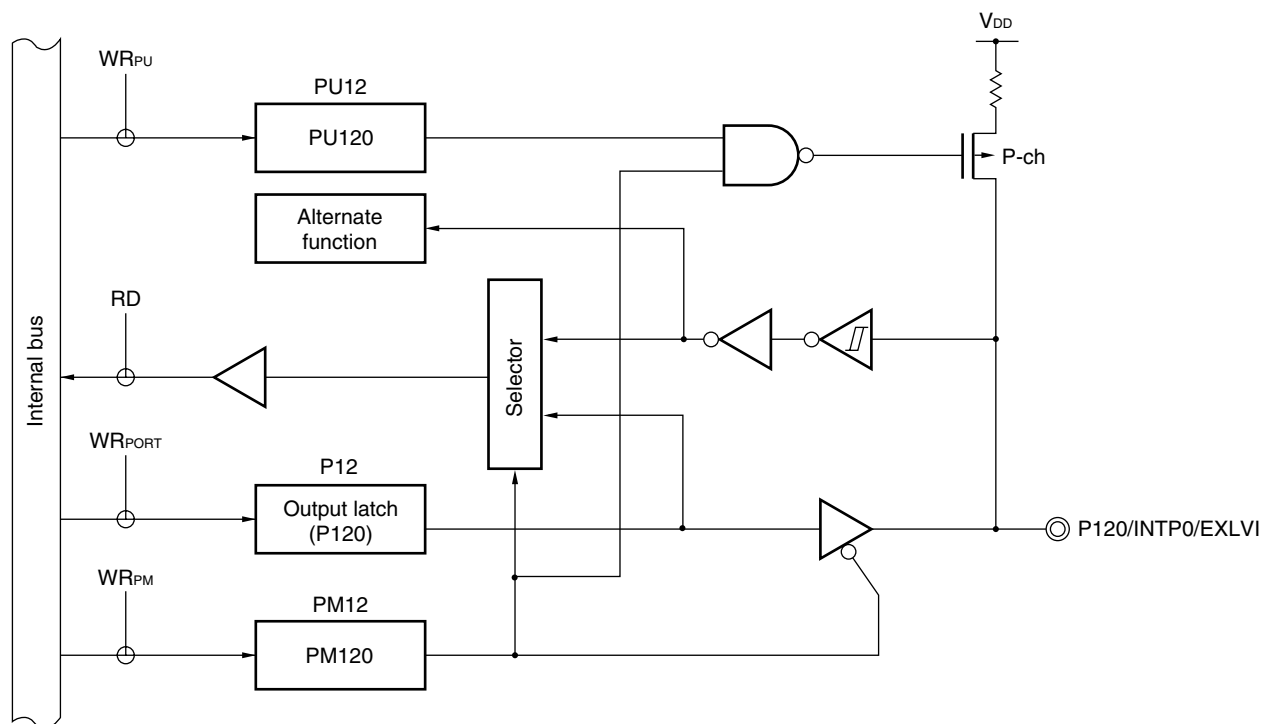 VDD
WRPU
PU12
PU120
P-ch
Alternate
function
RD
Internal bus
Selector
WRPORT
P12
Output latch
(P120)
P120/INTP0/EXLVI
WRPM
PM12
PM120